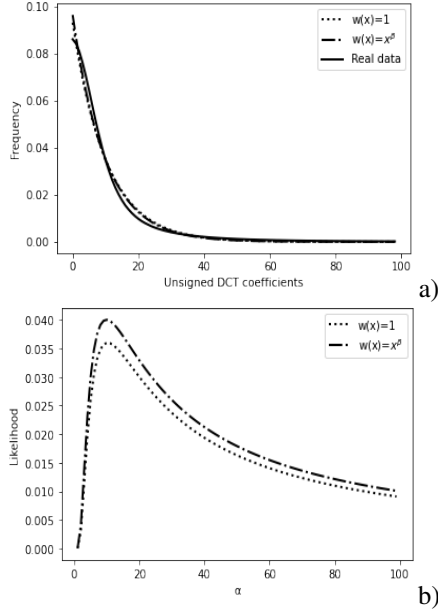 0.10
0.08
0.06
0.04
0.02
0.00
Frequency
0 20 40 60 80 100
Unsigned DCT coefficients
w(x)=1
w(x)=x^β
Real data
a)
0.040
0.035
0.030
0.025
0.020
0.015
0.010
0.005
0.000
Likelihood
0 20 40 60 80 100
α
w(x)=1
w(x)=x^β
b)